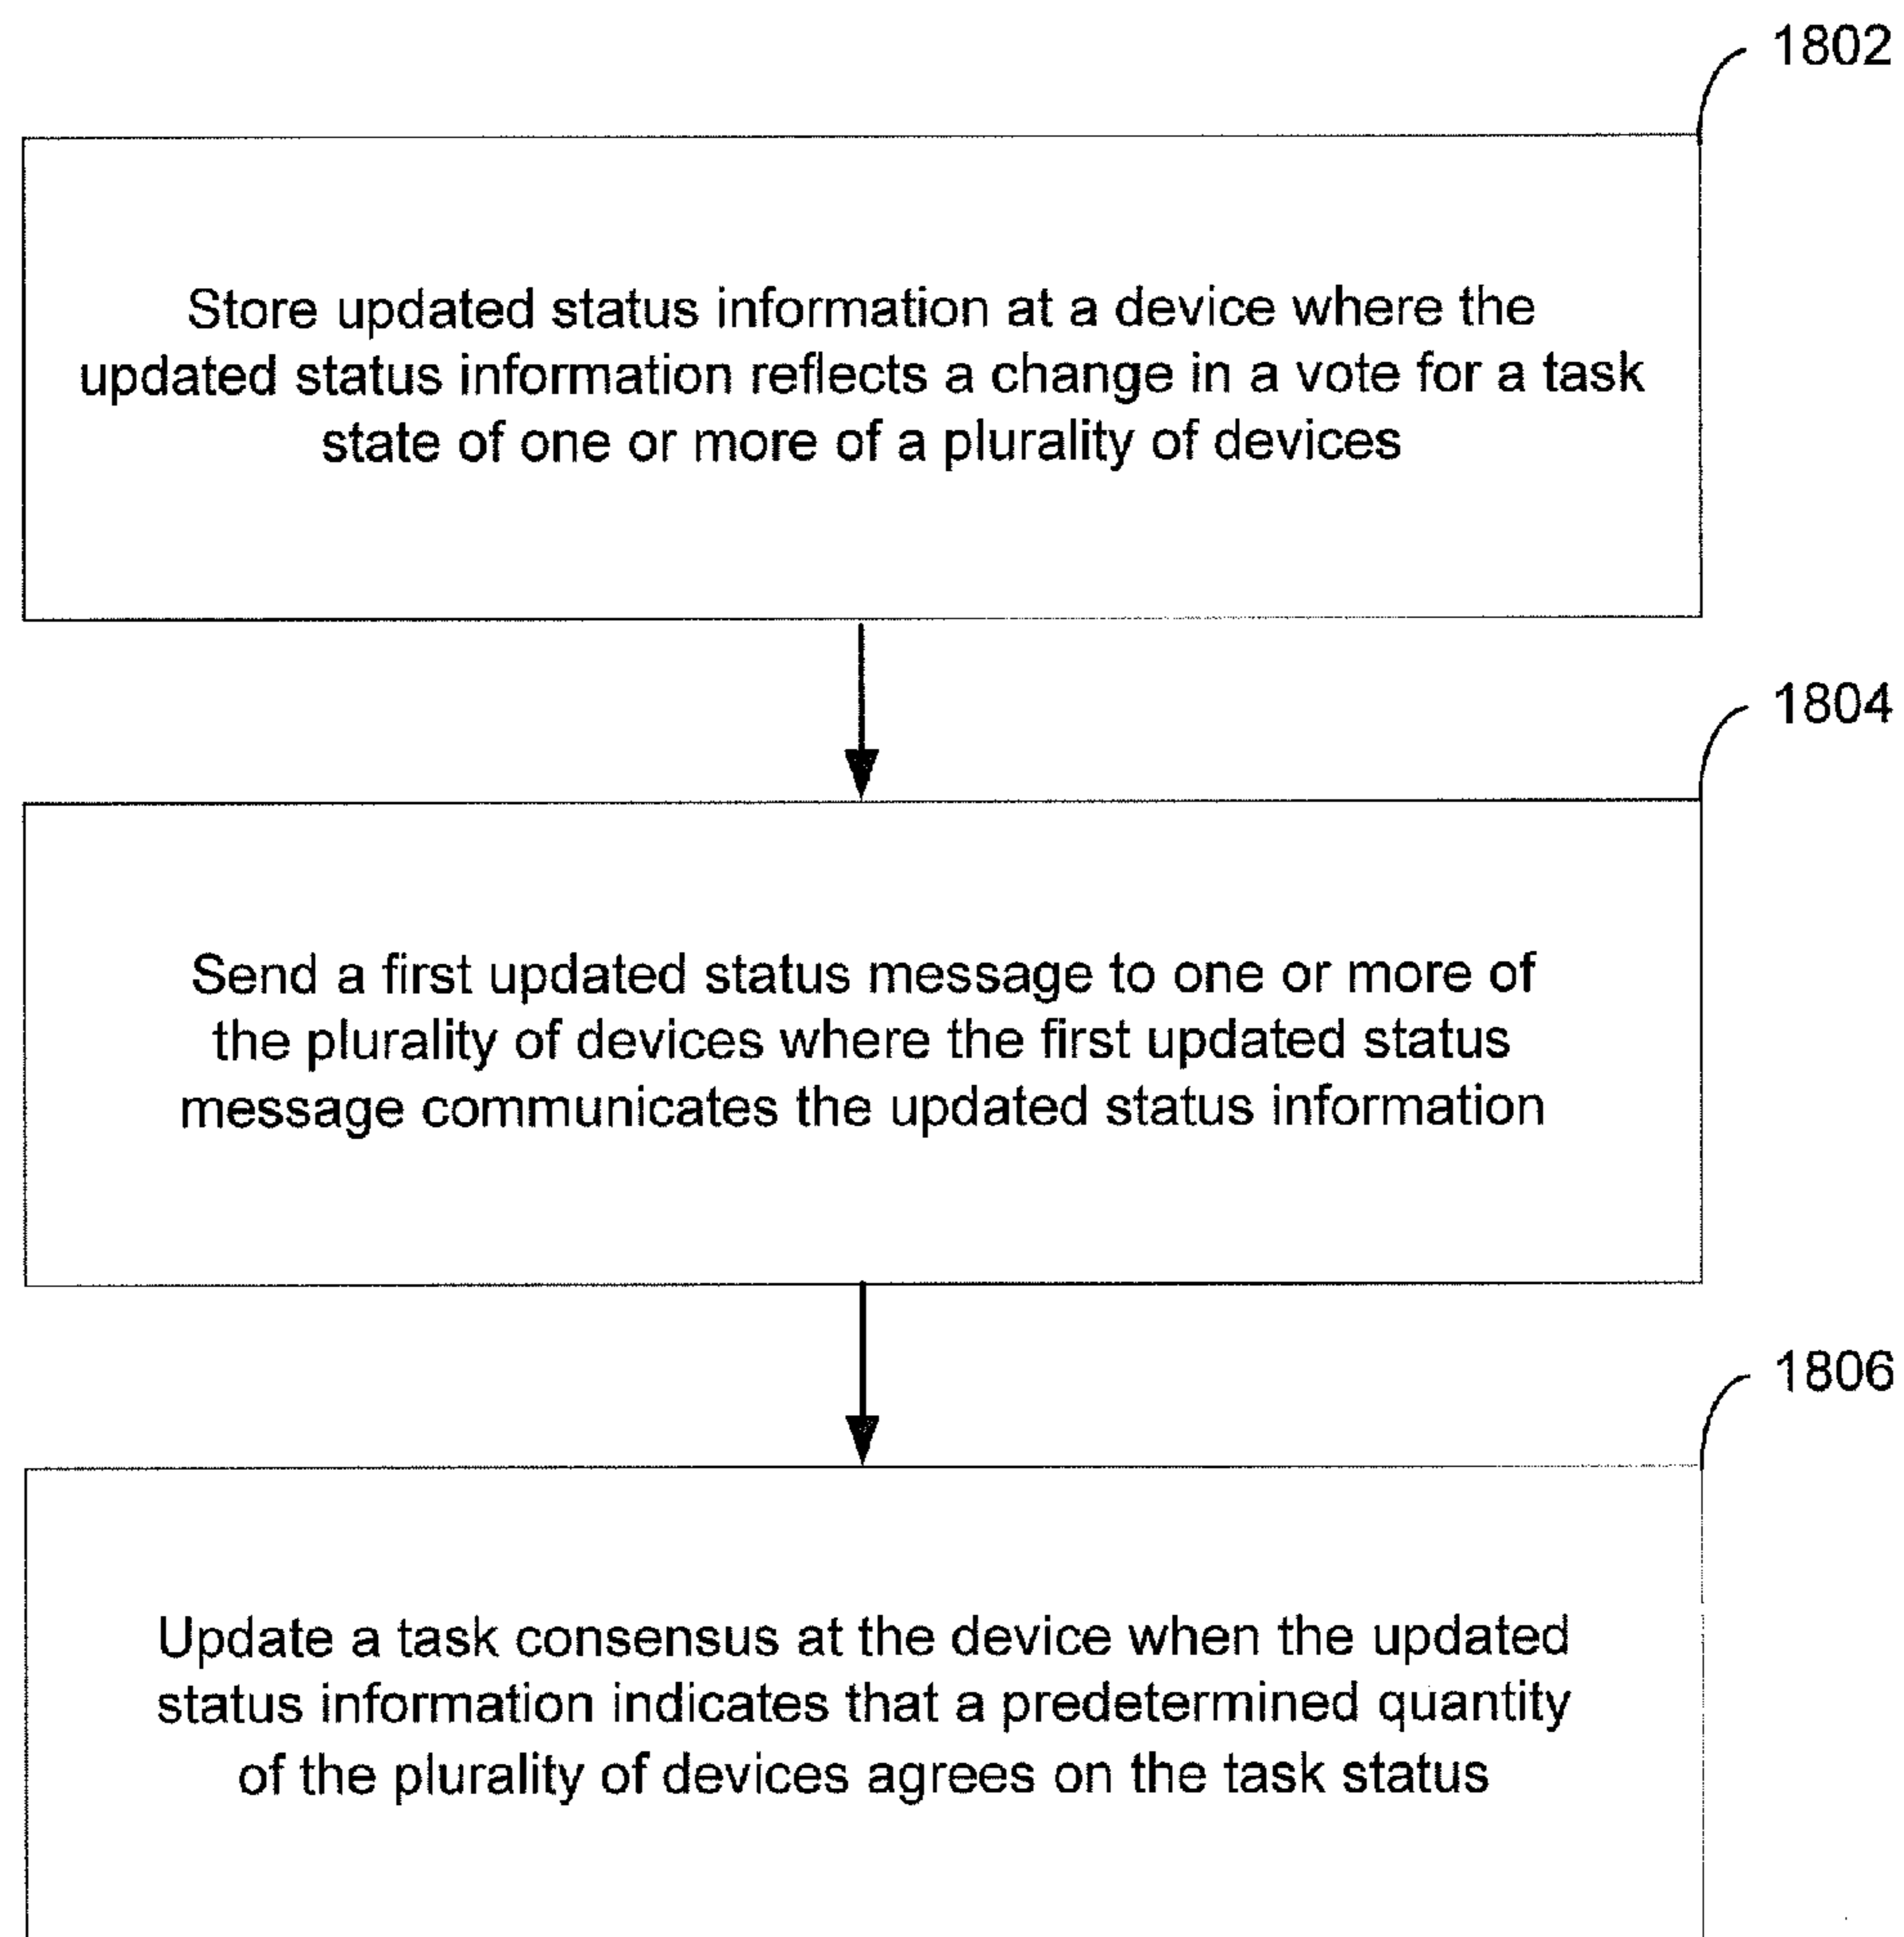 1802
Store updated status information at a device where the
updated status information reflects a change in a vote for a task
state of one or more of a plurality of devices
1804
Send a first updated status message to one or more of
the plurality of devices where the first updated status
message communicates the updated status information
1806
Update a task consensus at the device when the updated
status information indicates that a predetermined quantity
of the plurality of devices agrees on the task status